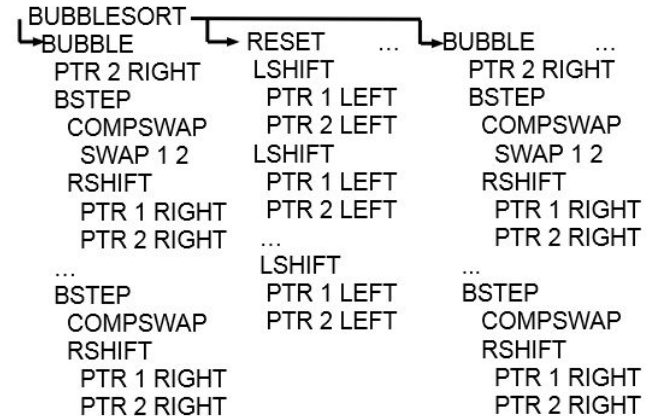 BUBBLESORT
BUBBLE
PTR 2 RIGHT
BSTEP
COMPSWAP
SWAP 1 2
RSHIFT
PTR 1 RIGHT
PTR 2 RIGHT
...
BSTEP
COMPSWAP
RSHIFT
PTR 1 RIGHT
PTR 2 RIGHT
RESET ...
LSHIFT
PTR 1 LEFT
PTR 2 LEFT
LSHIFT
PTR 1 LEFT
PTR 2 LEFT
...
LSHIFT
PTR 1 LEFT
PTR 2 LEFT
BUBBLE ...
PTR 2 RIGHT
BSTEP
COMPSWAP
SWAP 1 2
RSHIFT
PTR 1 RIGHT
PTR 2 RIGHT
...
BSTEP
COMPSWAP
RSHIFT
PTR 1 RIGHT
PTR 2 RIGHT